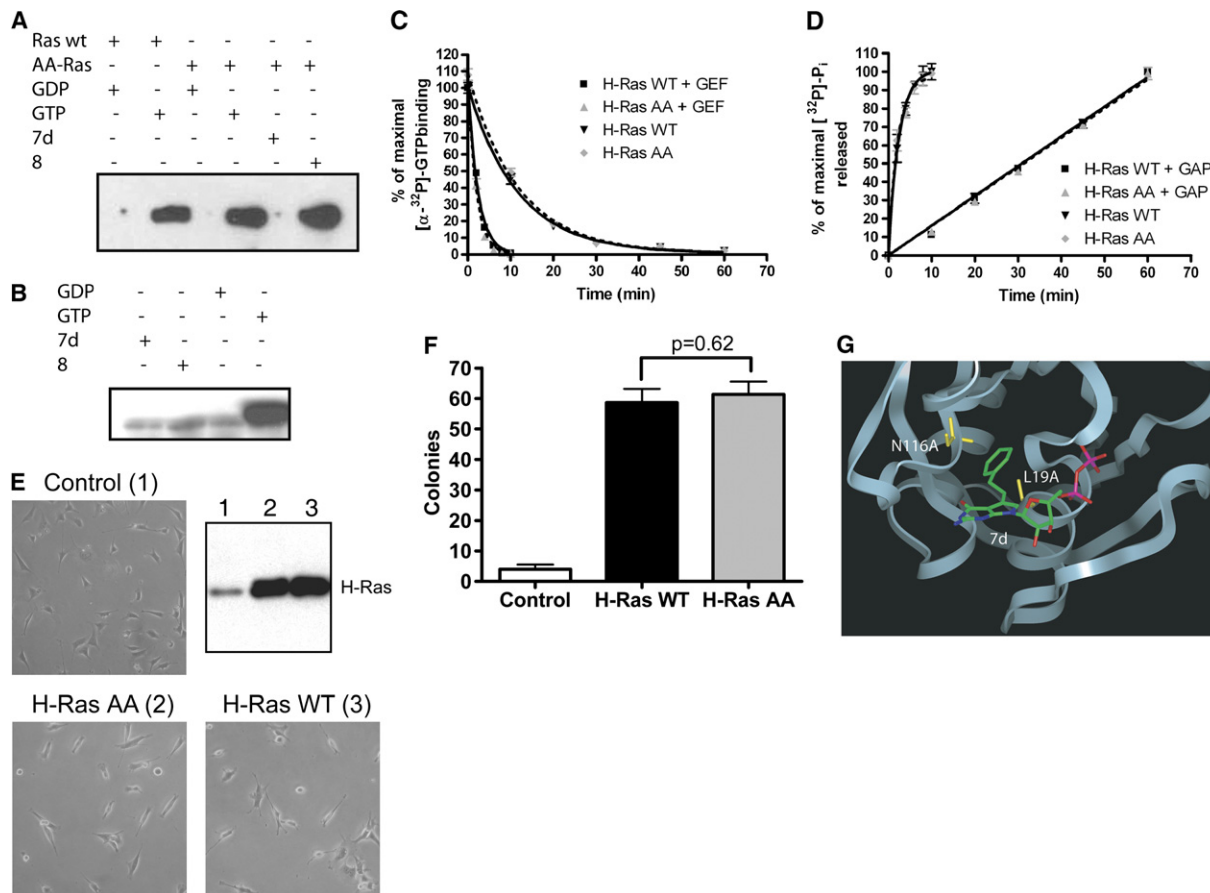 A
Ras wt + + - - - -
AA-Ras - - + + + +
GDP + - + - - -
GTP - + - + - -
7d - - - - + -
8 - - - - - +
B
GDP - - + -
GTP - - - +
7d + - - -
8 - + - -
C
% of maximal
[α-³²P]-GTPbinding
110
100
90
80
70
60
50
40
30
20
10
0
0 10 20 30 40 50 60 70
Time (min)
H-Ras WT + GEF
H-Ras AA + GEF
H-Ras WT
H-Ras AA
D
% of maximal [³²P]-Pi
released
110
100
90
80
70
60
50
40
30
20
10
0
0 10 20 30 40 50 60 70
Time (min)
H-Ras WT + GAP
H-Ras AA + GAP
H-Ras WT
H-Ras AA
E
Control (1)
1 2 3
H-Ras
H-Ras AA (2)
H-Ras WT (3)
F
p=0.62
Colonies
70
60
50
40
30
20
10
0
Control H-Ras WT H-Ras AA
G
N116A
L19A
7d